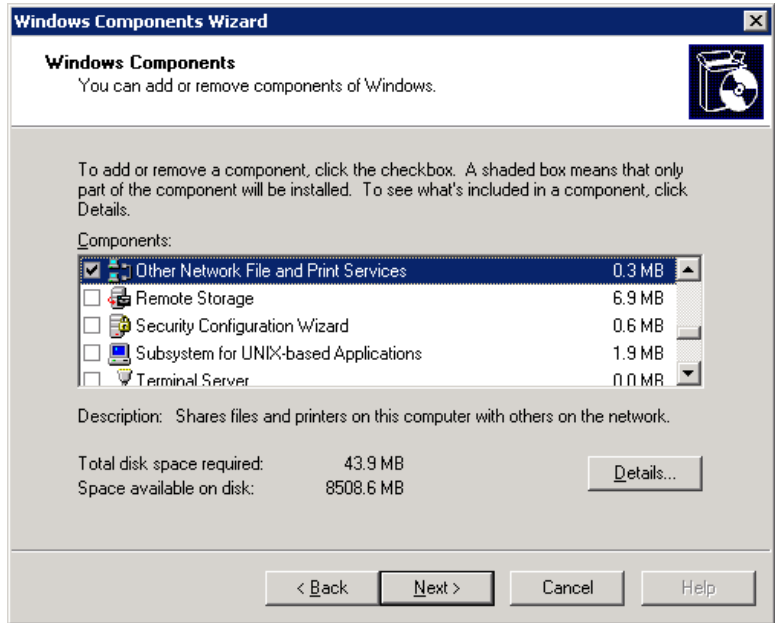 Windows Components Wizard
Windows Components
You can add or remove components of Windows.
To add or remove a component, click the checkbox. A shaded box means that only
part of the component will be installed. To see what's included in a component, click
Details.
Components:
Other Network File and Print Services 0.3 MB
Remote Storage 6.9 MB
Security Configuration Wizard 0.6 MB
Subsystem for UNIX-based Applications 1.9 MB
Terminal Server 0.0 MB
Description: Shares files and printers on this computer with others on the network.
Total disk space required: 43.9 MB
Space available on disk: 8508.6 MB
Details...
< Back Next > Cancel Help